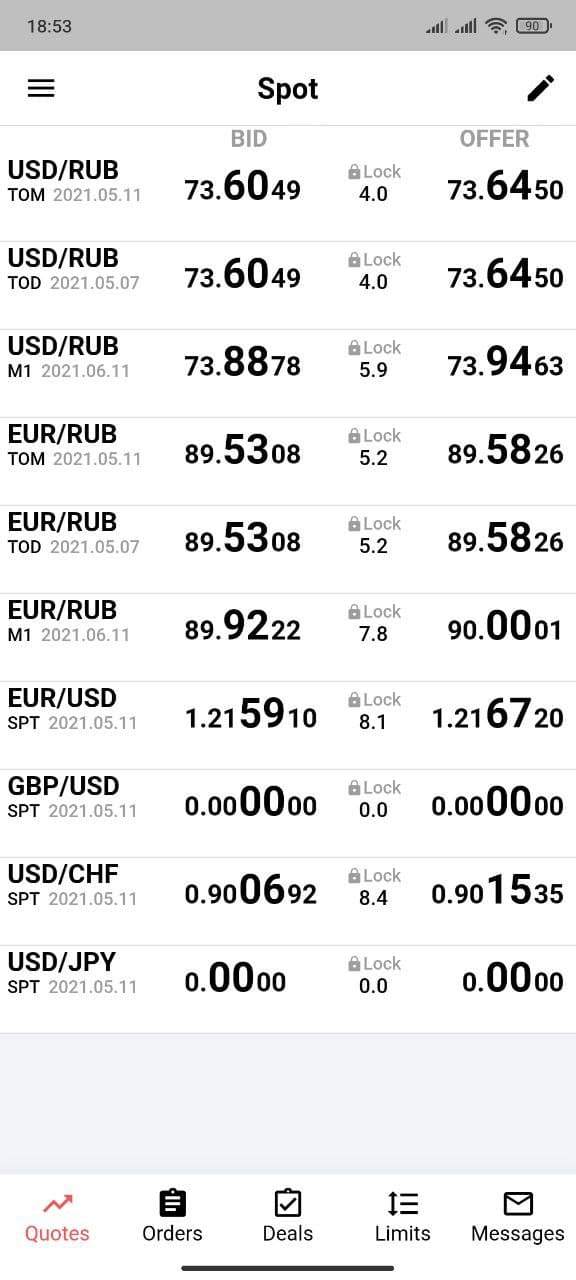 18:53 90
Spot
BID OFFER
USD/RUB
TOM 2021.05.11 73.6049 Lock 4.0 73.6450
USD/RUB
TOD 2021.05.07 73.6049 Lock 4.0 73.6450
USD/RUB
M1 2021.06.11 73.8878 Lock 5.9 73.9463
EUR/RUB
TOM 2021.05.11 89.5308 Lock 5.2 89.5826
EUR/RUB
TOD 2021.05.07 89.5308 Lock 5.2 89.5826
EUR/RUB
M1 2021.06.11 89.9222 Lock 7.8 90.0001
EUR/USD
SPT 2021.05.11 1.215910 Lock 8.1 1.216720
GBP/USD
SPT 2021.05.11 0.000000 Lock 0.0 0.000000
USD/CHF
SPT 2021.05.11 0.900692 Lock 8.4 0.901535
USD/JPY
SPT 2021.05.11 0.0000 Lock 0.0 0.0000
Quotes Orders Deals Limits Messages